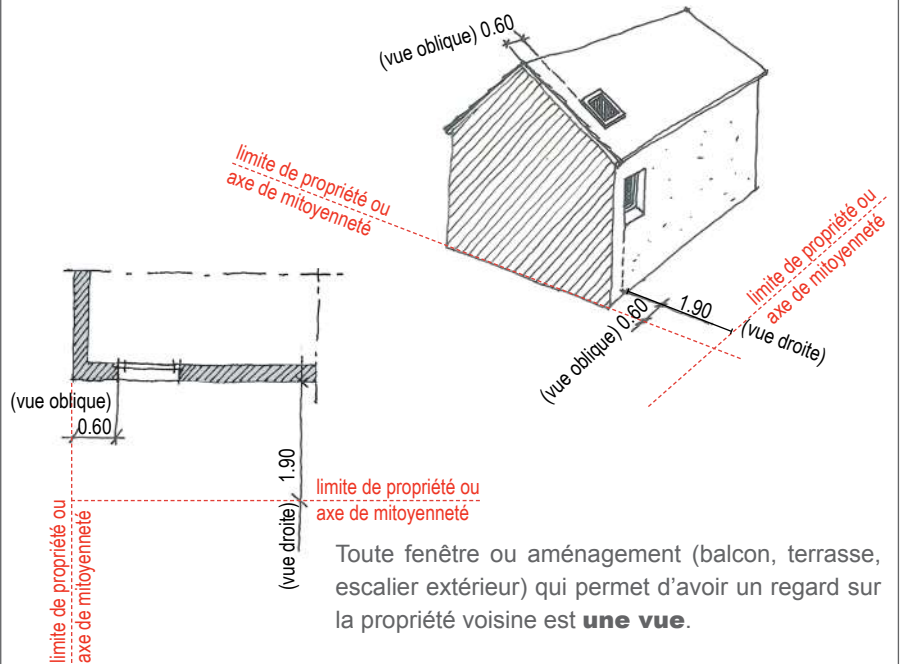 (vue oblique) 0.60
limite de propriété ou
axe de mitoyenneté
limite de propriété ou
axe de mitoyenneté
(vue oblique) 0.60
1.90
(vue droite)
(vue oblique)
0.60
1.90
(vue droite)
limite de propriété ou
axe de mitoyenneté
limite de propriété ou
axe de mitoyenneté
Toute fenêtre ou aménagement (balcon, terrasse,
escalier extérieur) qui permet d'avoir un regard sur
la propriété voisine est une vue.